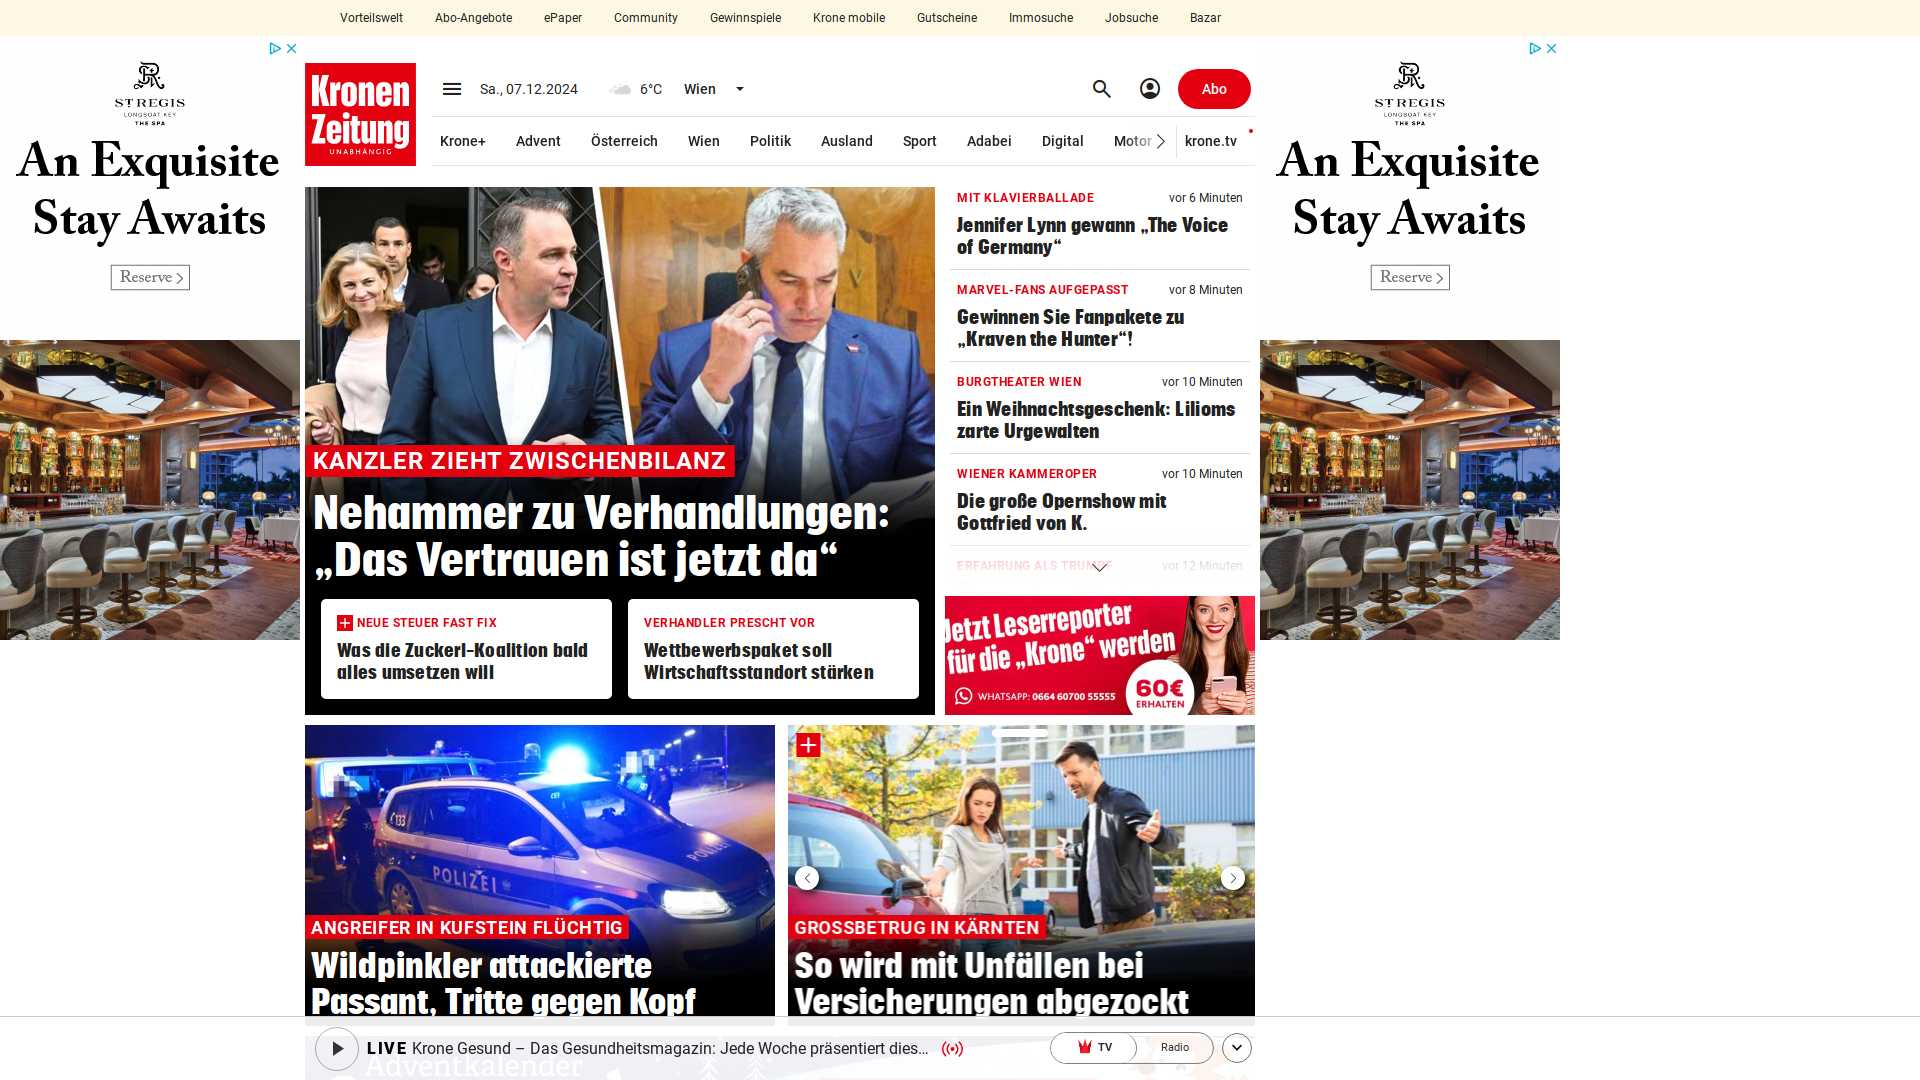 Vorteilswelt
Abo-Angebote
ePaper
Community
Gewinnspiele
Krone mobile
Gutscheine
Immosuche
Jobsuche
Bazar
ST REGIS
LONGBOAT KEY
THE SPA
An Exquisite
Stay Awaits
Reserve
Kronen
Zeitung
UNABHÄNGIG
Sa., 07.12.2024
6°C
Wien
Abo
Krone+
Advent
Österreich
Wien
Politik
Ausland
Sport
Adabei
Digital
Motor
krone.tv
KANZLER ZIEHT ZWISCHENBILANZ
Nehammer zu Verhandlungen:
„Das Vertrauen ist jetzt da“
NEUE STEUER FAST FIX
Was die Zuckerl-Koalition bald
alles umsetzen will
VERHANDLER PRESCHT VOR
Wettbewerbspaket soll
Wirtschaftsstandort stärken
MIT KLAVIERBALLADE
vor 6 Minuten
Jennifer Lynn gewann „The Voice
of Germany“
MARVEL-FANS AUFGEPASST
vor 8 Minuten
Gewinnen Sie Fanpakete zu
„Kraven the Hunter“!
BURGTHEATER WIEN
vor 10 Minuten
Ein Weihnachtsgeschenk: Lilioms
zarte Urgewalten
WIENER KAMMEROPER
vor 10 Minuten
Die große Opernshow mit
Gottfried von K.
ERFAHRUNG ALS TRUMPF
vor 12 Minuten
Jetzt Leserreporter
für die „Krone“ werden
WHATSAPP: 0664 60700 55555
60€
ERHALTEN
133
POLIZEI
POLIZEI
ANGREIFER IN KUFSTEIN FLÜCHTIG
Wildpinkler attackierte
Passant, Tritte gegen Kopf
GROSSBETRUG IN KÄRNTEN
So wird mit Unfällen bei
Versicherungen abgezockt
ST REGIS
LONGBOAT KEY
THE SPA
An Exquisite
Stay Awaits
Reserve
LIVE Krone Gesund – Das Gesundheitsmagazin: Jede Woche präsentiert dies...
TV
Radio
Adventkalender